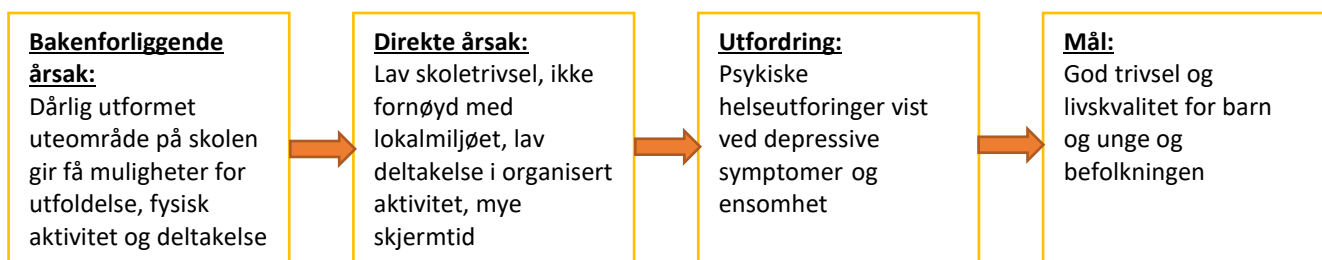 Bakenforliggende
årsak:
Dårlig utformet
uteområde på skolen
gir få muligheter for
utfoldelse, fysisk
aktivitet og deltakelse
Direkte årsak:
Lav skoletrivsel, ikke
fornøyd med
lokalmiljøet, lav
deltakelse i organisert
aktivitet, mye
skjermtid
Utfordring:
Psykiske
helseutforinger vist
ved depressive
symptomer og
ensomhet
Mål:
God trivsel og
livskvalitet for barn
og unge og
befolkningen